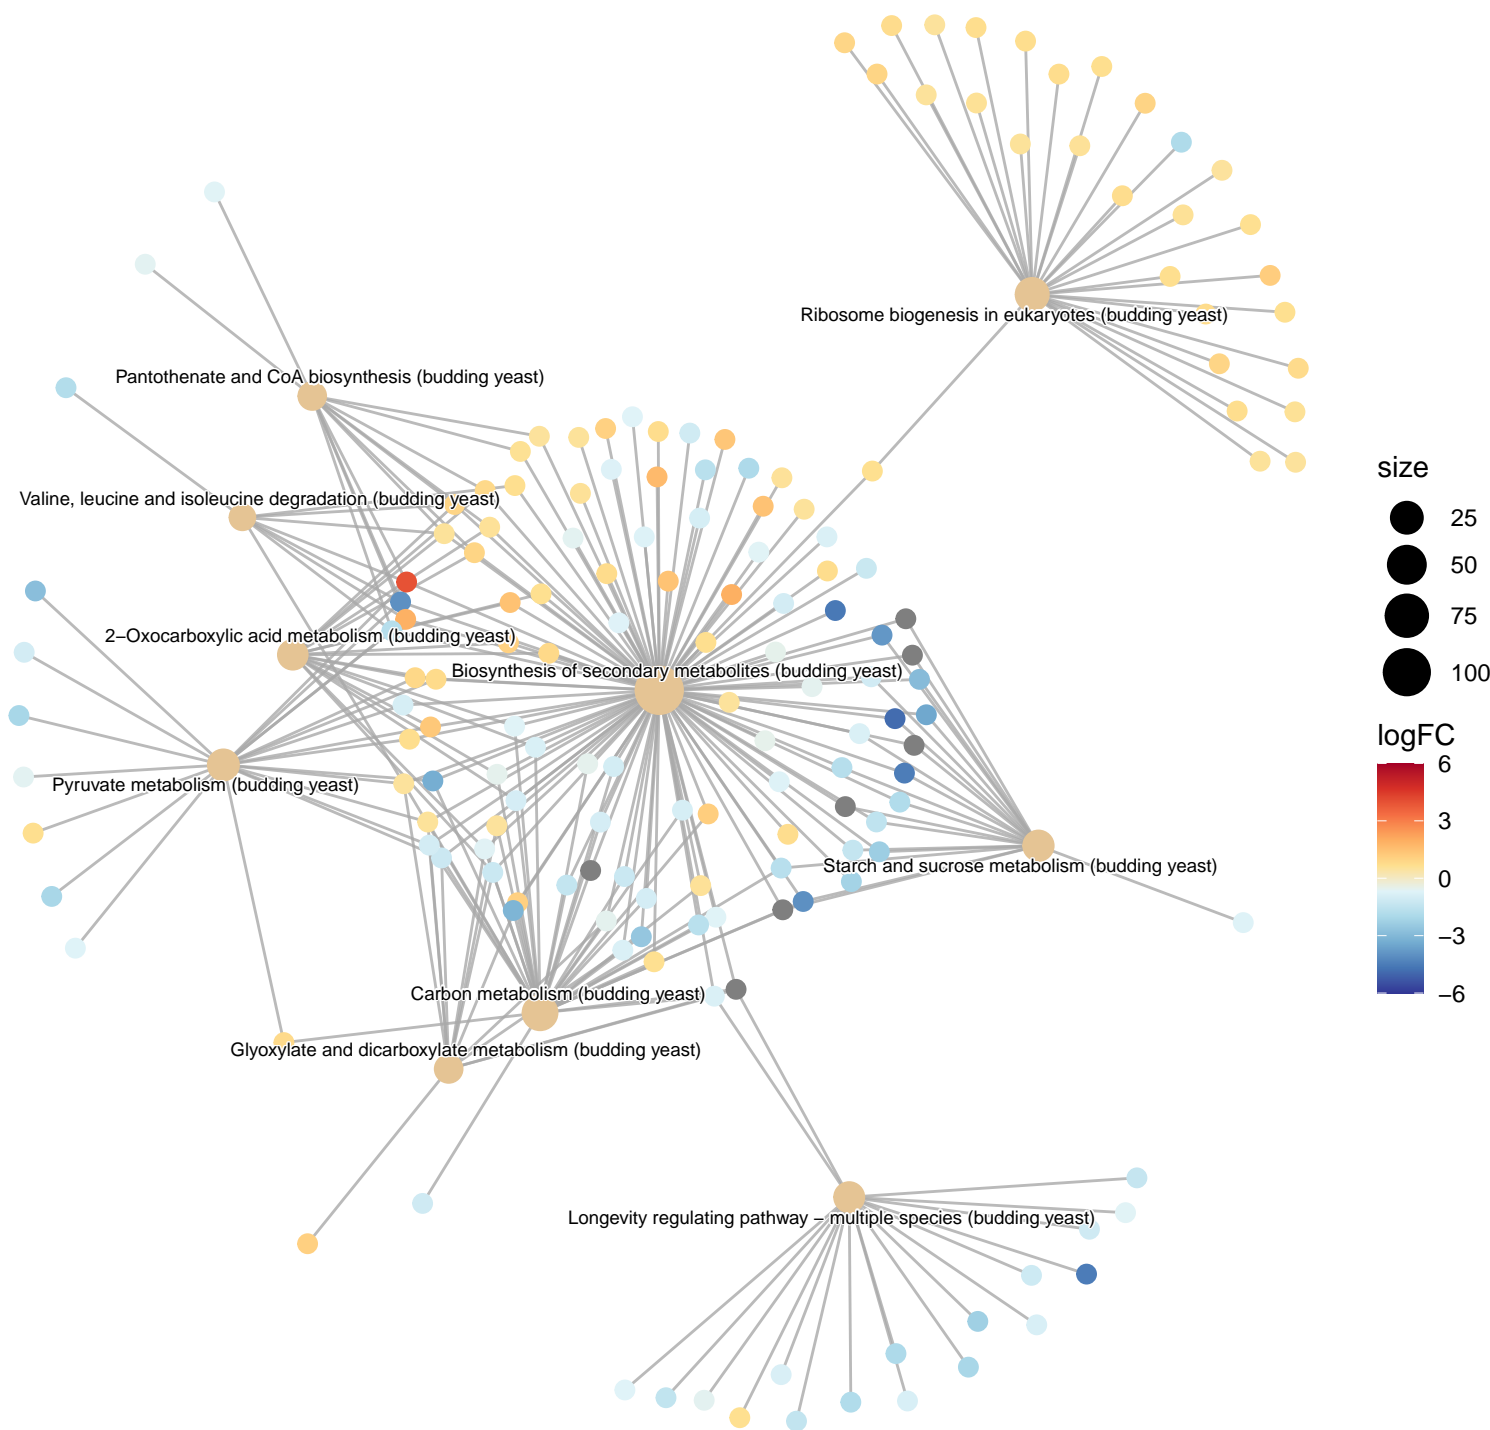 Ribosome biogenesis in eukaryotes (budding yeast)
Pantothenate and CoA biosynthesis (budding yeast)
Valine, leucine and isoleucine degradation (budding yeast)
2−Oxocarboxylic acid metabolism (budding yeast)
Biosynthesis of secondary metabolites (budding yeast)
Pyruvate metabolism (budding yeast)
Starch and sucrose metabolism (budding yeast)
Carbon metabolism (budding yeast)
Glyoxylate and dicarboxylate metabolism (budding yeast)
Longevity regulating pathway − multiple species (budding yeast)
size
25
50
75
100
logFC
6
3
0
−3
−6